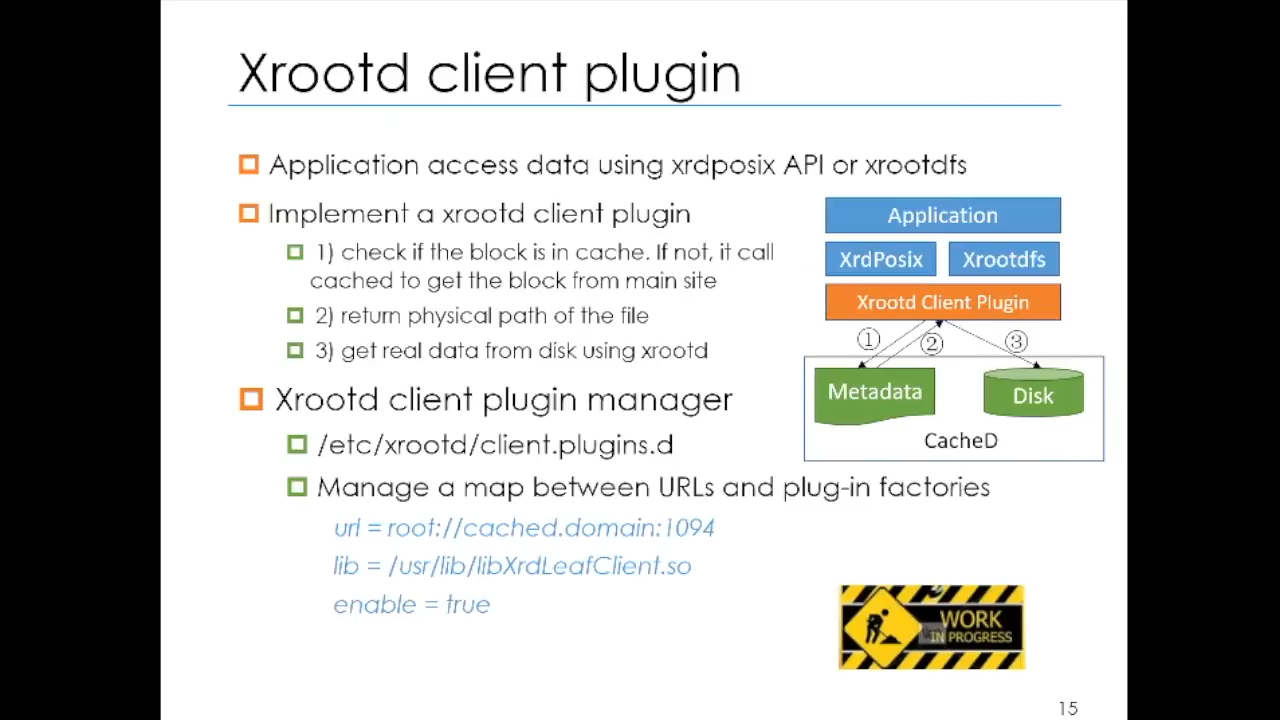 Xrootd client plugin
Application access data using xrdposix API or xrootdfs
Implement a xrootd client plugin
1) check if the block is in cache. If not, it call
cached to get the block from main site
2) return physical path of the file
3) get real data from disk using xrootd
Xrootd client plugin manager
/etc/xrootd/client.plugins.d
Manage a map between URLs and plug-in factories
url = root://cached.domain:1094
lib = /usr/lib/libXrdLeafClient.so
enable = true
Application
XrdPosix Xrootdfs
Xrootd Client Plugin
① ② ③
Metadata Disk
CacheD
WORK
IN PROGRESS
15